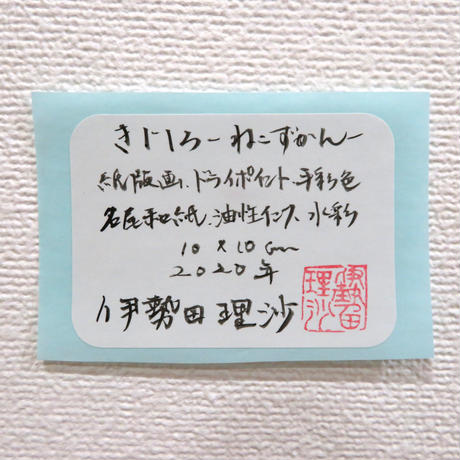 きじしろーねこずかんー
紙版画、ドライポイント、手彩色
名尾和紙、油性インク、水彩
10×10cm
2020年
伊勢田理沙
伊勢田理沙